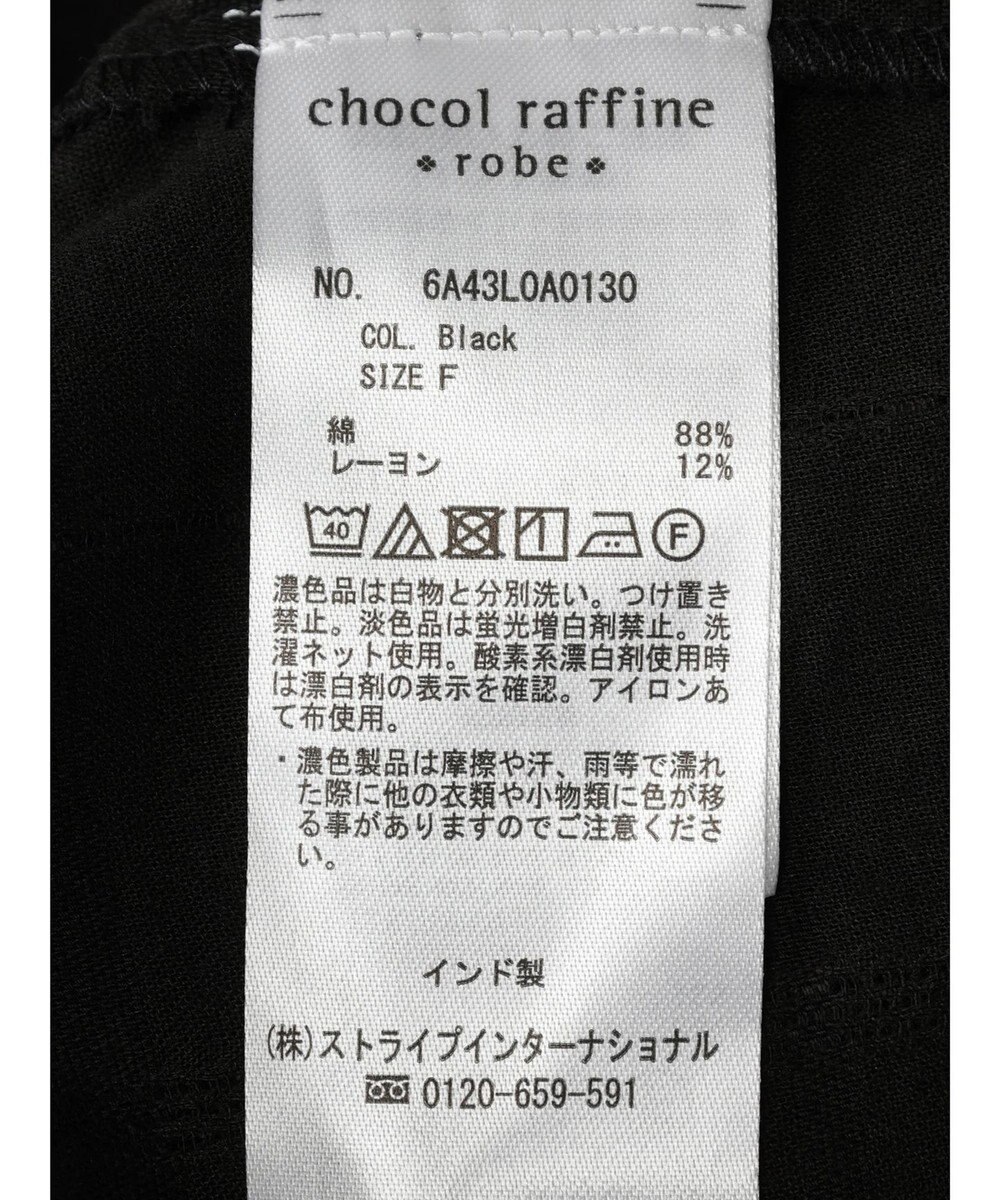 chocol raffine
robe
NO. 6A43L0A0130
COL. Black
SIZE F
綿 88%
レーヨン 12%
40 F
濃色品は白物と分別洗い。つけ置き
禁止。淡色品は蛍光増白剤禁止。洗
濯ネット使用。酸素系漂白剤使用時
は漂白剤の表示を確認。アイロンあ
て布使用。
・濃色製品は摩擦や汗、雨等で濡れ
た際に他の衣類や小物類に色が移
る事がありますのでご注意くださ
い。
インド製
(株)ストライプインターナショナル
0120-659-591